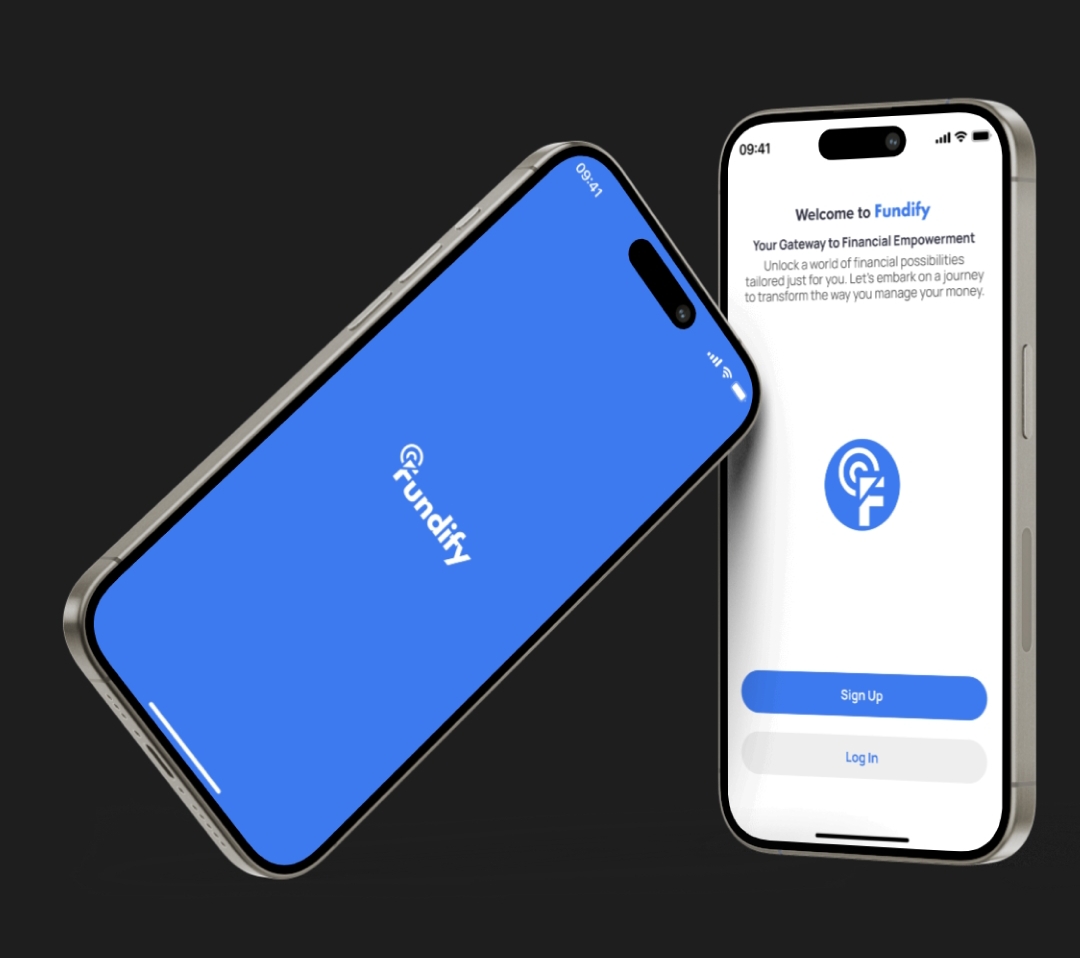 09:41
Fundify
09:41
Welcome to Fundify
Your Gateway to Financial Empowerment
Unlock a world of financial possibilities
tailored just for you. Let's embark on a journey
to transform the way you manage your money.
F
Sign Up
Log In